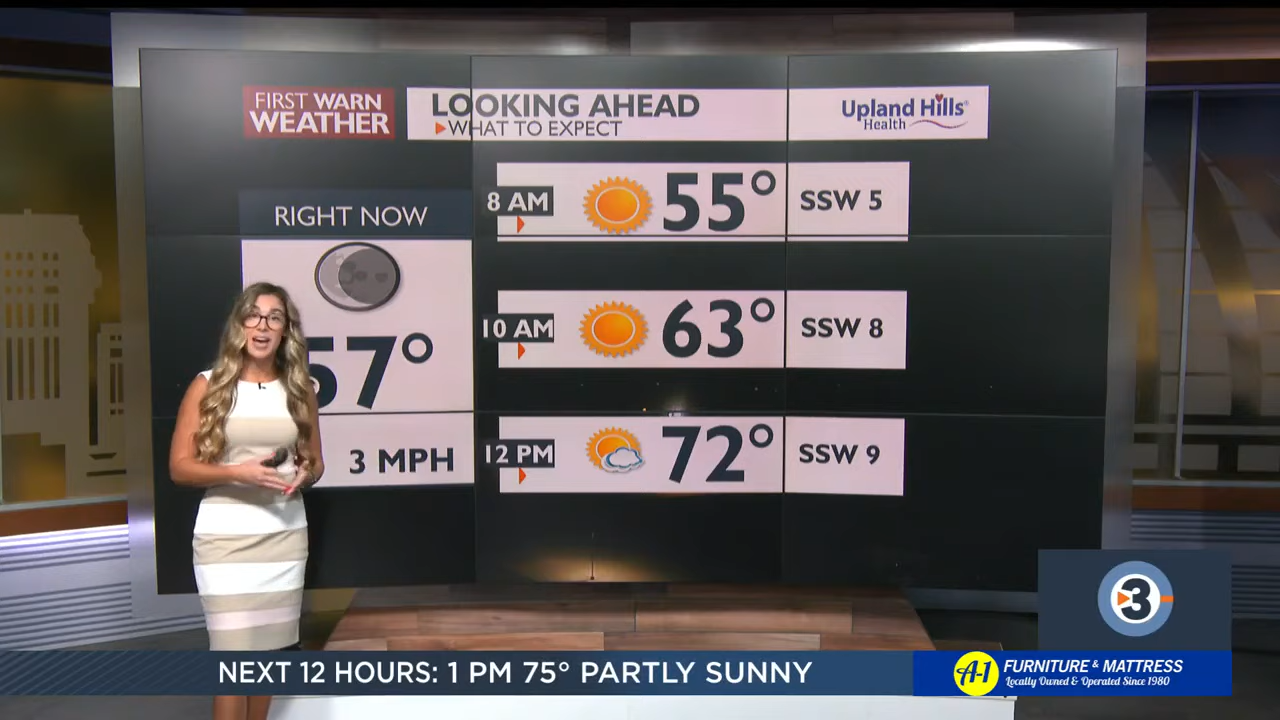 FIRST WARN
WEATHER
LOOKING AHEAD
WHAT TO EXPECT
Upland Hills®
Health
RIGHT NOW
57°
3 MPH
8 AM
55°
SSW 5
10 AM
63°
SSW 8
12 PM
72°
SSW 9
3
NEXT 12 HOURS: 1 PM 75° PARTLY SUNNY
A-1
FURNITURE & MATTRESS
Locally Owned & Operated Since 1980